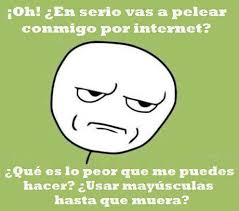 ¡Oh! ¿En serio vas a pelear
conmigo por internet?
¿Qué es lo peor que me puedes
hacer? ¿Usar mayúsculas
hasta que muera?